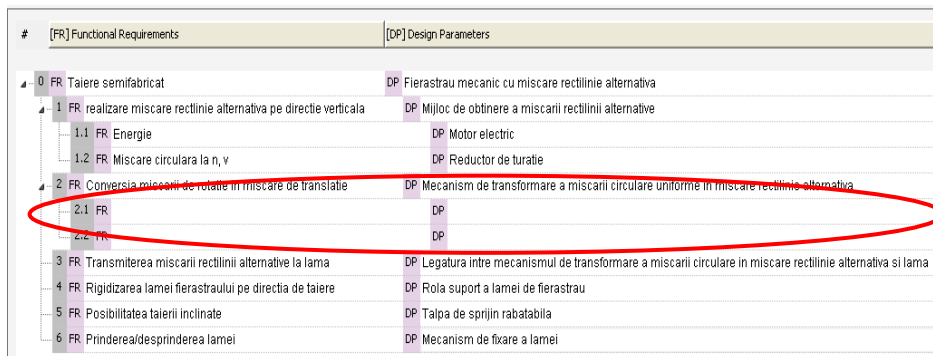 # [FR] Functional Requirements [DP] Design Parameters
0 FR Taiere semifabricat DP Fierastrau mecanic cu miscare rectilinie alternativa
1 FR realizare miscare rectlinie alternativa pe directie verticala DP Mijloc de obtinere a miscarii rectilinii alternative
1.1 FR Energie DP Motor electric
1.2 FR Miscare circulara la n, v DP Reductor de turatie
2 FR Conversia miscarii de rotatie in miscare de translatie DP Mecanism de transformare a miscarii circulare uniforme in miscare rectilinie alternativa
2.1 FR DP
2.2 FR DP
3 FR Transmiterea miscarii rectilinii alternative la lama DP Legatura intre mecanismul de transformare a miscarii circulare in miscare rectilinie alternativa si lama
4 FR Rigidizarea lamei fierastraului pe directia de taiere DP Rola suport a lamei de fierastrau
5 FR Posibilitatea taierii inclinate DP Talpa de sprijin rabatabila
6 FR Prinderea/desprinderea lamei DP Mecanism de fixare a lamei